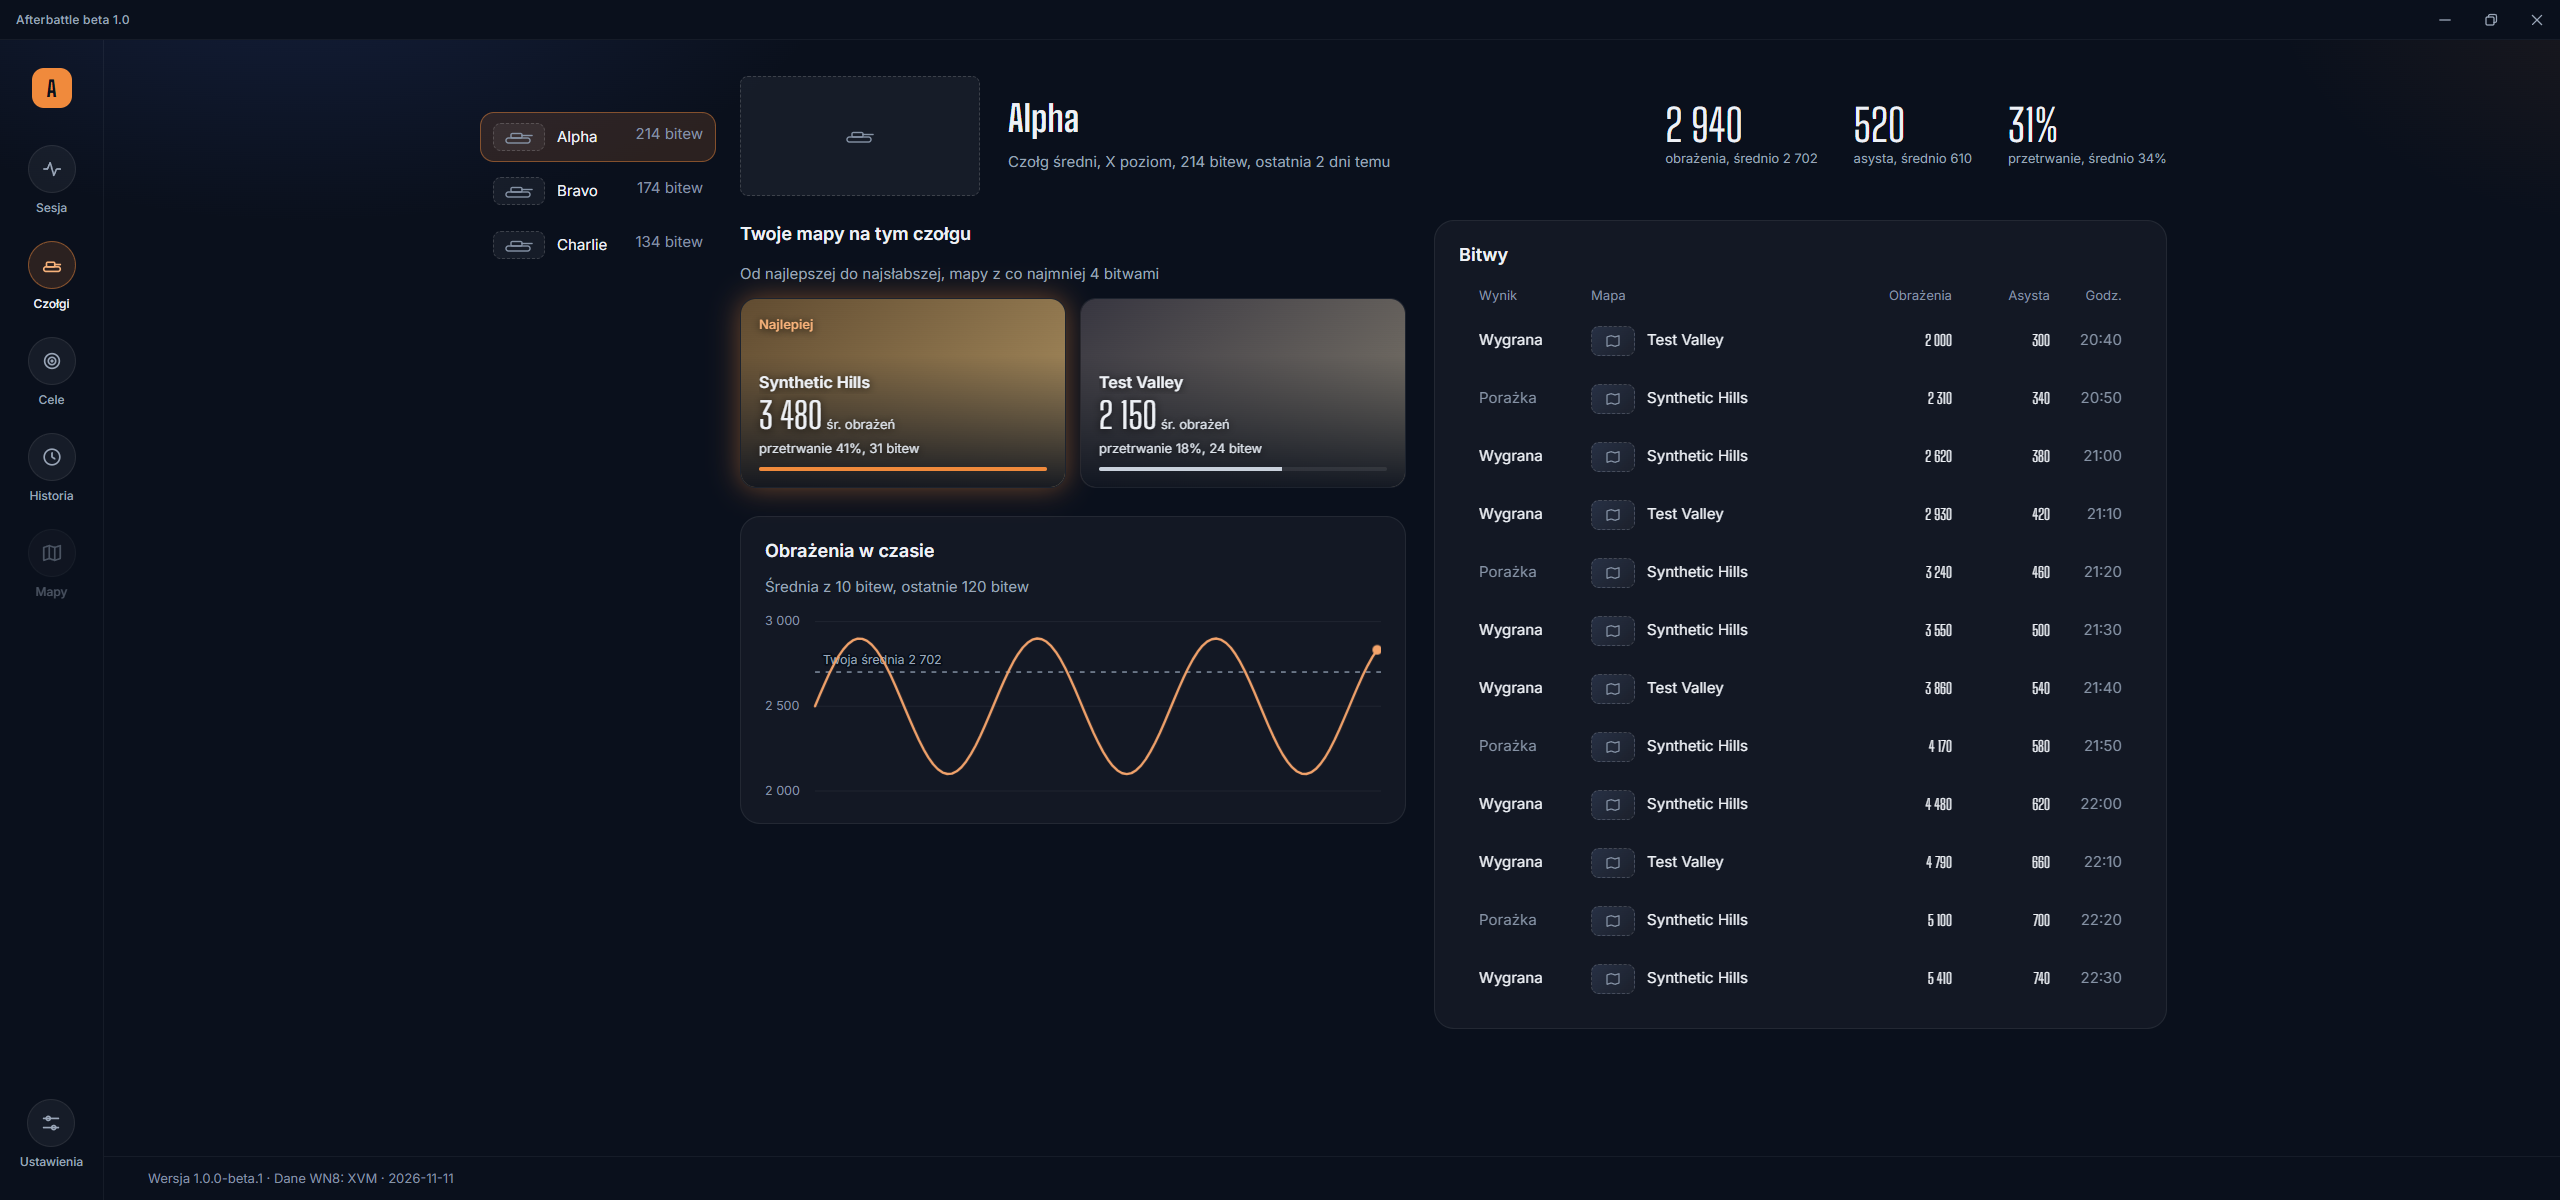 Afterbattle beta 1.0
A
Sesja
Czołgi
Cele
Historia
Mapy
Ustawienia
Alpha 214 bitew
Bravo 174 bitew
Charlie 134 bitew
Alpha
Czołg średni, X poziom, 214 bitew, ostatnia 2 dni temu
2 940
obrażenia, średnio 2 702
520
asysta, średnio 610
31%
przetrwanie, średnio 34%
Twoje mapy na tym czołgu
Od najlepszej do najsłabszej, mapy z co najmniej 4 bitwami
Najlepiej
Synthetic Hills
3 480 śr. obrażeń
przetrwanie 41%, 31 bitew
Test Valley
2 150 śr. obrażeń
przetrwanie 18%, 24 bitew
Obrażenia w czasie
Średnia z 10 bitew, ostatnie 120 bitew
3 000
Twoja średnia 2 702
2 500
2 000
Bitwy
Wynik Mapa Obrażenia Asysta Godz.
Wygrana Test Valley 2 000 300 20:40
Porażka Synthetic Hills 2 310 340 20:50
Wygrana Synthetic Hills 2 620 380 21:00
Wygrana Test Valley 2 930 420 21:10
Porażka Synthetic Hills 3 240 460 21:20
Wygrana Synthetic Hills 3 550 500 21:30
Wygrana Test Valley 3 860 540 21:40
Porażka Synthetic Hills 4 170 580 21:50
Wygrana Synthetic Hills 4 480 620 22:00
Wygrana Test Valley 4 790 660 22:10
Porażka Synthetic Hills 5 100 700 22:20
Wygrana Synthetic Hills 5 410 740 22:30
Wersja 1.0.0-beta.1 · Dane WN8: XVM · 2026-11-11